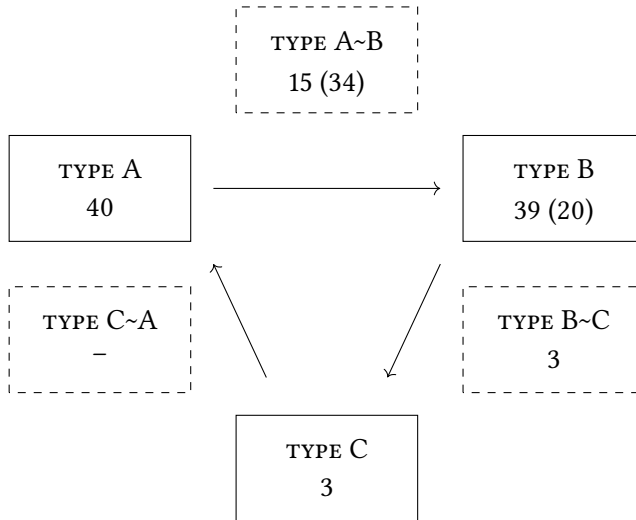 TYPE A~B
15 (34)
TYPE A
40
TYPE B
39 (20)
TYPE C~A
–
TYPE B~C
3
TYPE C
3